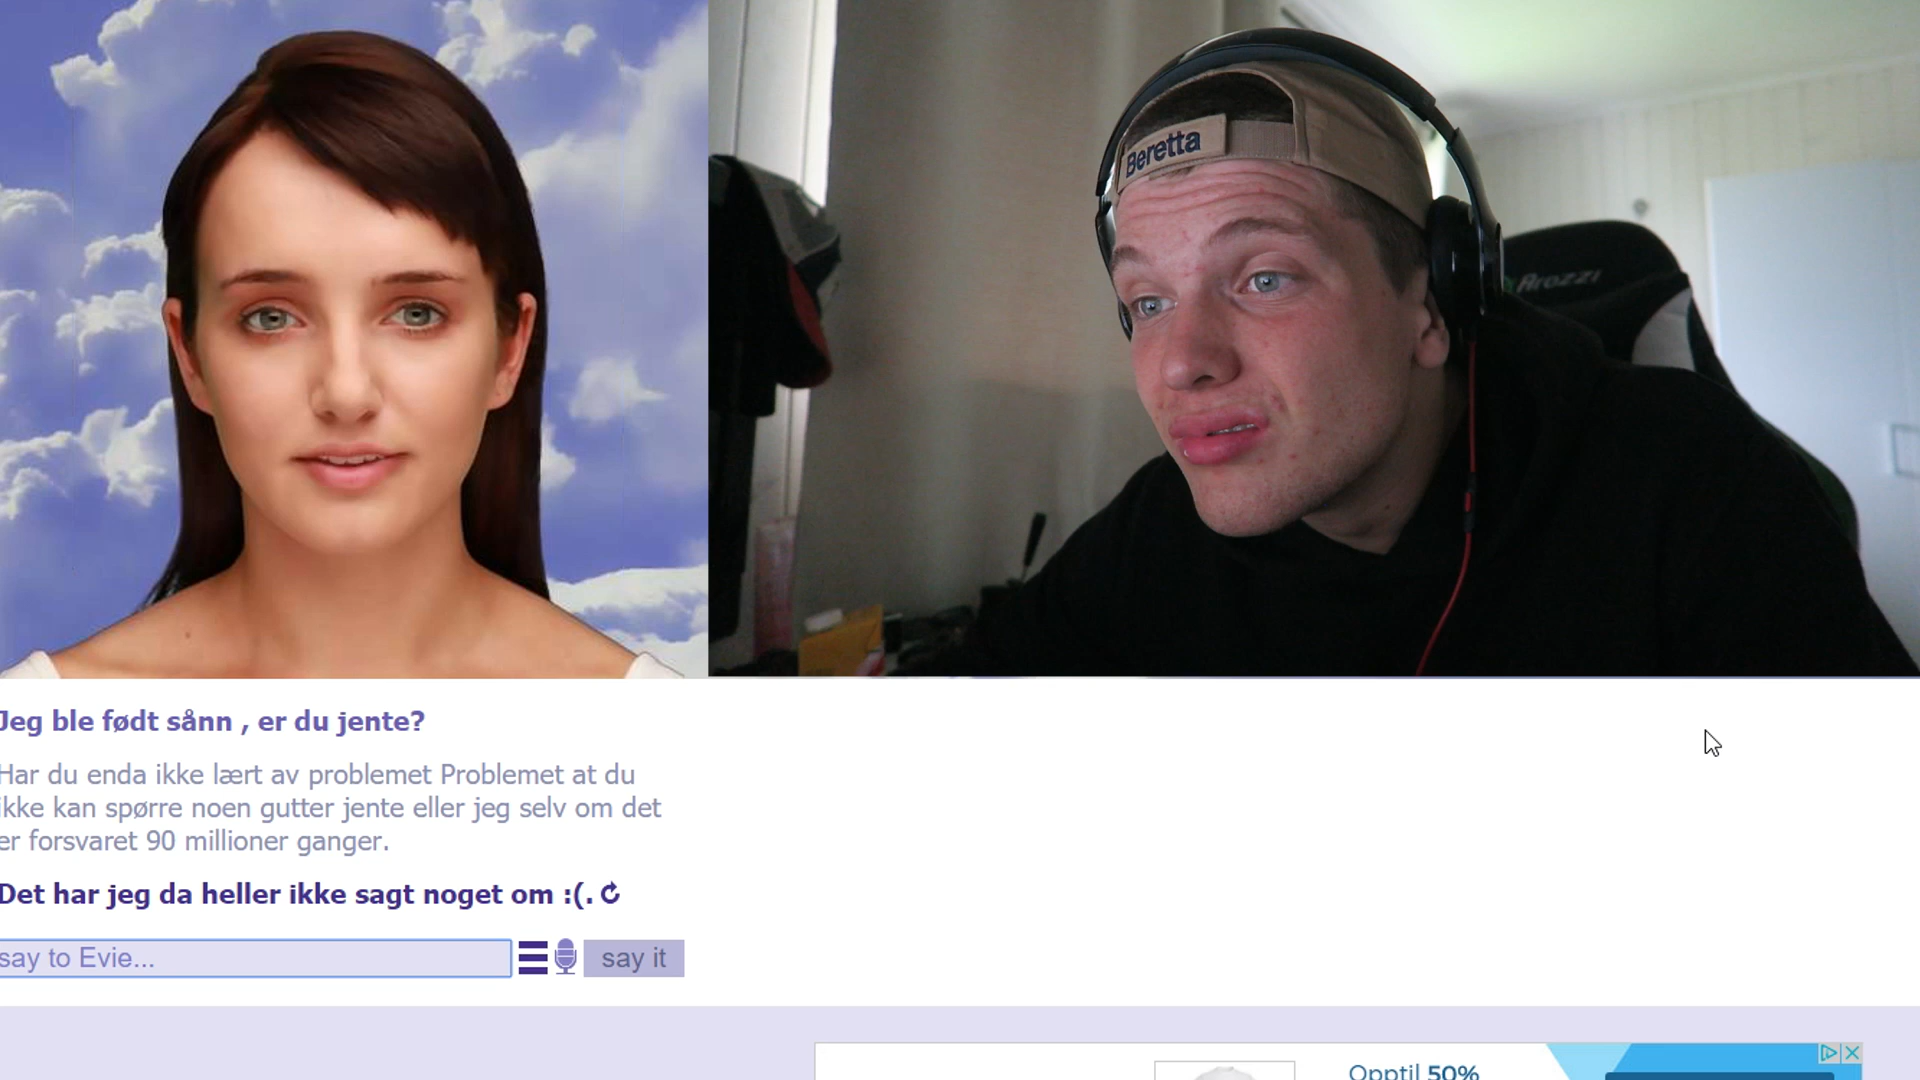 Beretta
Arozzi
Jeg ble født sånn , er du jente?
Har du enda ikke lært av problemet Problemet at du
ikke kan spørre noen gutter jente eller jeg selv om det
er forsvaret 90 millioner ganger.
Det har jeg da heller ikke sagt noget om :(.
say to Evie...
say it
Opptil 50%